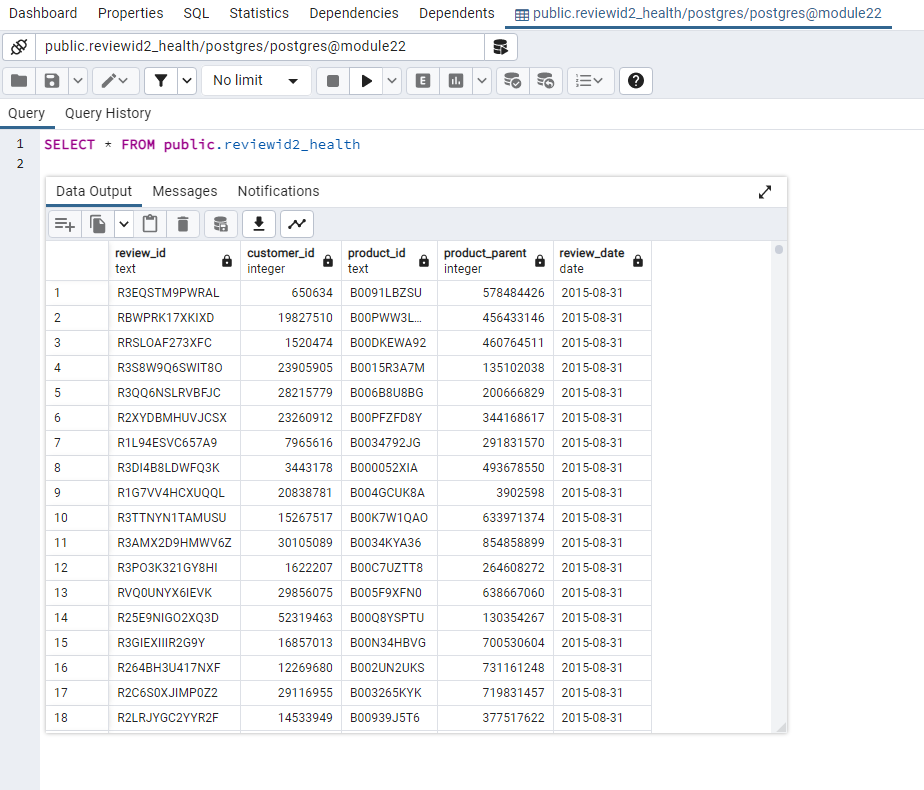 Dashboard Properties SQL Statistics Dependencies Dependents public.reviewid2_health/postgres/postgres@module22
public.reviewid2_health/postgres/postgres@module22
No limit E ?
Query Query History
1 SELECT * FROM public.reviewid2_health
2
Data Output Messages Notifications
review_id customer_id product_id product_parent review_date
text integer text integer date
1 R3EQSTM9PWRAL 650634 B0091LBZSU 578484426 2015-08-31
2 RBWPRK17XKIXD 19827510 B00PWW3L... 456433146 2015-08-31
3 RRSLOAF273XFC 1520474 B00DKEWA92 460764511 2015-08-31
4 R3S8W9Q6SWIT8O 23905905 B0015R3A7M 135102038 2015-08-31
5 R3QQ6NSLRVBFJC 28215779 B006B8U8BG 200666829 2015-08-31
6 R2XYDBMHUVJCSX 23260912 B00PFZFD8Y 344168617 2015-08-31
7 R1L94ESVC657A9 7965616 B0034792JG 291831570 2015-08-31
8 R3DI4B8LDWFQ3K 3443178 B000052XIA 493678550 2015-08-31
9 R1G7VV4HCXUQQL 20838781 B004GCUK8A 3902598 2015-08-31
10 R3TTNYN1TAMUSU 15267517 B00K7W1QAO 633971374 2015-08-31
11 R3AMX2D9HMWV6Z 30105089 B0034KYA36 854858899 2015-08-31
12 R3PO3K321GY8HI 1622207 B00C7UZTT8 264608272 2015-08-31
13 RVQ0UNYX6IEVK 29856075 B005F9XFN0 638667060 2015-08-31
14 R25E9NIGO2XQ3D 52319463 B00Q8YSPTU 130354267 2015-08-31
15 R3GIEXIIIR2G9Y 16857013 B00N34HBVG 700530604 2015-08-31
16 R264BH3U417NXF 12269680 B002UN2UKS 731161248 2015-08-31
17 R2C6S0XJIMP0Z2 29116955 B003265KYK 719831457 2015-08-31
18 R2LRJYGC2YYR2F 14533949 B00939J5T6 377517622 2015-08-31